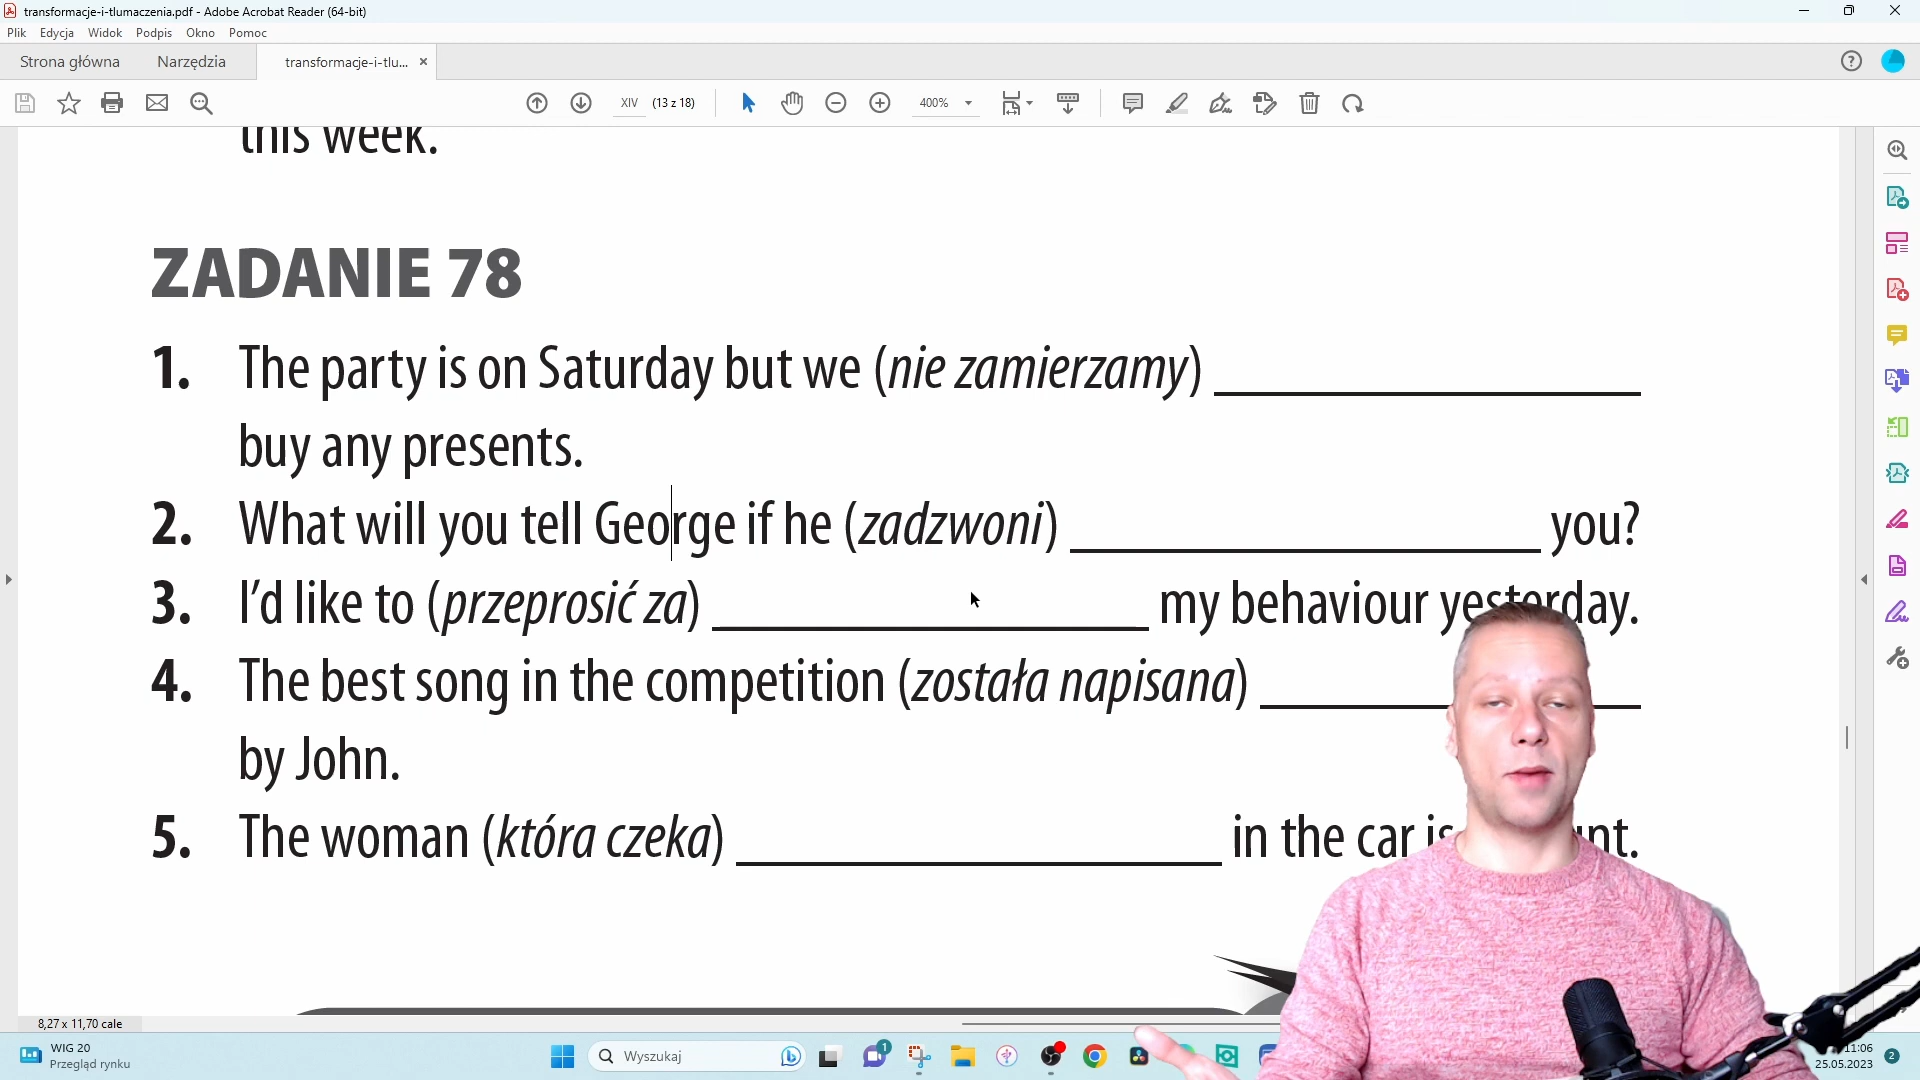 transformacje-i-tlumaczenia.pdf - Adobe Acrobat Reader (64-bit)
Plik Edycja Widok Podpis Okno Pomoc
Strona główna Narzędzia transformacje-i-tlu...
XIV (13 z 18) 400%
this week.
ZADANIE 78
1. The party is on Saturday but we (nie zamierzamy) ____________
buy any presents.
2. What will you tell George if he (zadzwoni) ____________ you?
3. I'd like to (przeprosić za) ____________ my behaviour yesterday.
4. The best song in the competition (została napisana) ____________
by John.
5. The woman (która czeka) ____________ in the car is
8,27 x 11,70 cale
WIG 20
Przegląd rynku
Wyszukaj
1
11:06
25.05.2023
2